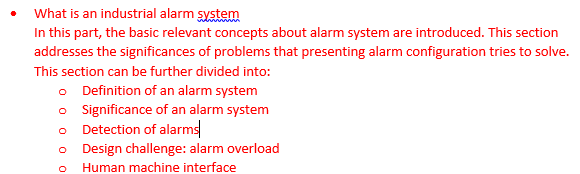 • What is an industrial alarm system
In this part, the basic relevant concepts about alarm system are introduced. This section
addresses the significances of problems that presenting alarm configuration tries to solve.
This section can be further divided into:
o Definition of an alarm system
o Significance of an alarm system
o Detection of alarms
o Design challenge: alarm overload
o Human machine interface